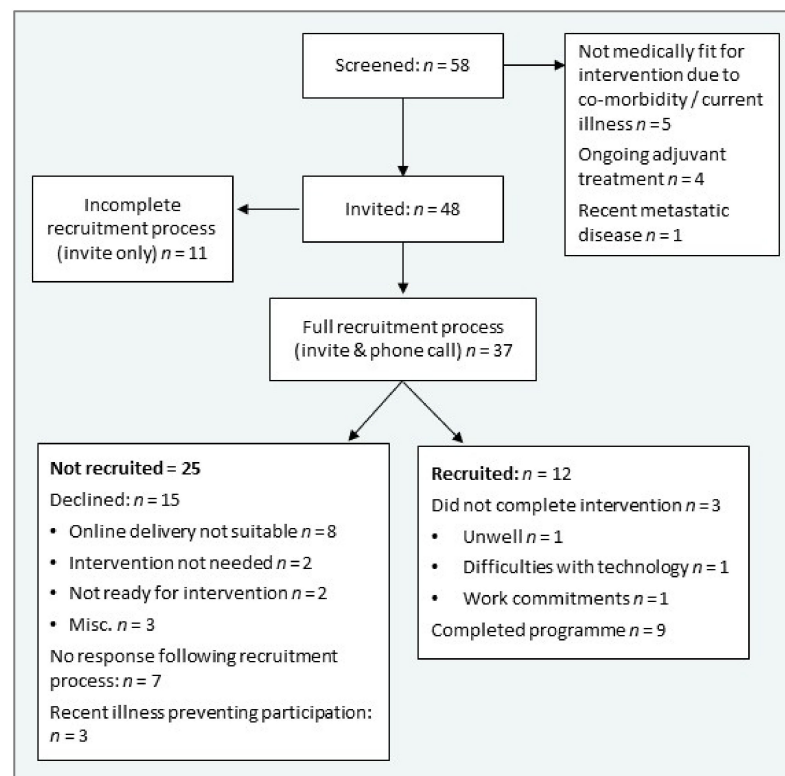 Screened: n = 58
Not medically fit for
intervention due to
co-morbidity / current
illness n = 5
Ongoing adjuvant
treatment n = 4
Recent metastatic
disease n = 1
Incomplete
recruitment process
(invite only) n = 11
Invited: n = 48
Full recruitment process
(invite & phone call) n = 37
Not recruited = 25
Declined: n = 15
• Online delivery not suitable n = 8
• Intervention not needed n = 2
• Not ready for intervention n = 2
• Misc. n = 3
No response following recruitment
process: n = 7
Recent illness preventing participation:
n = 3
Recruited: n = 12
Did not complete intervention n = 3
• Unwell n = 1
• Difficulties with technology n = 1
• Work commitments n = 1
Completed programme n = 9